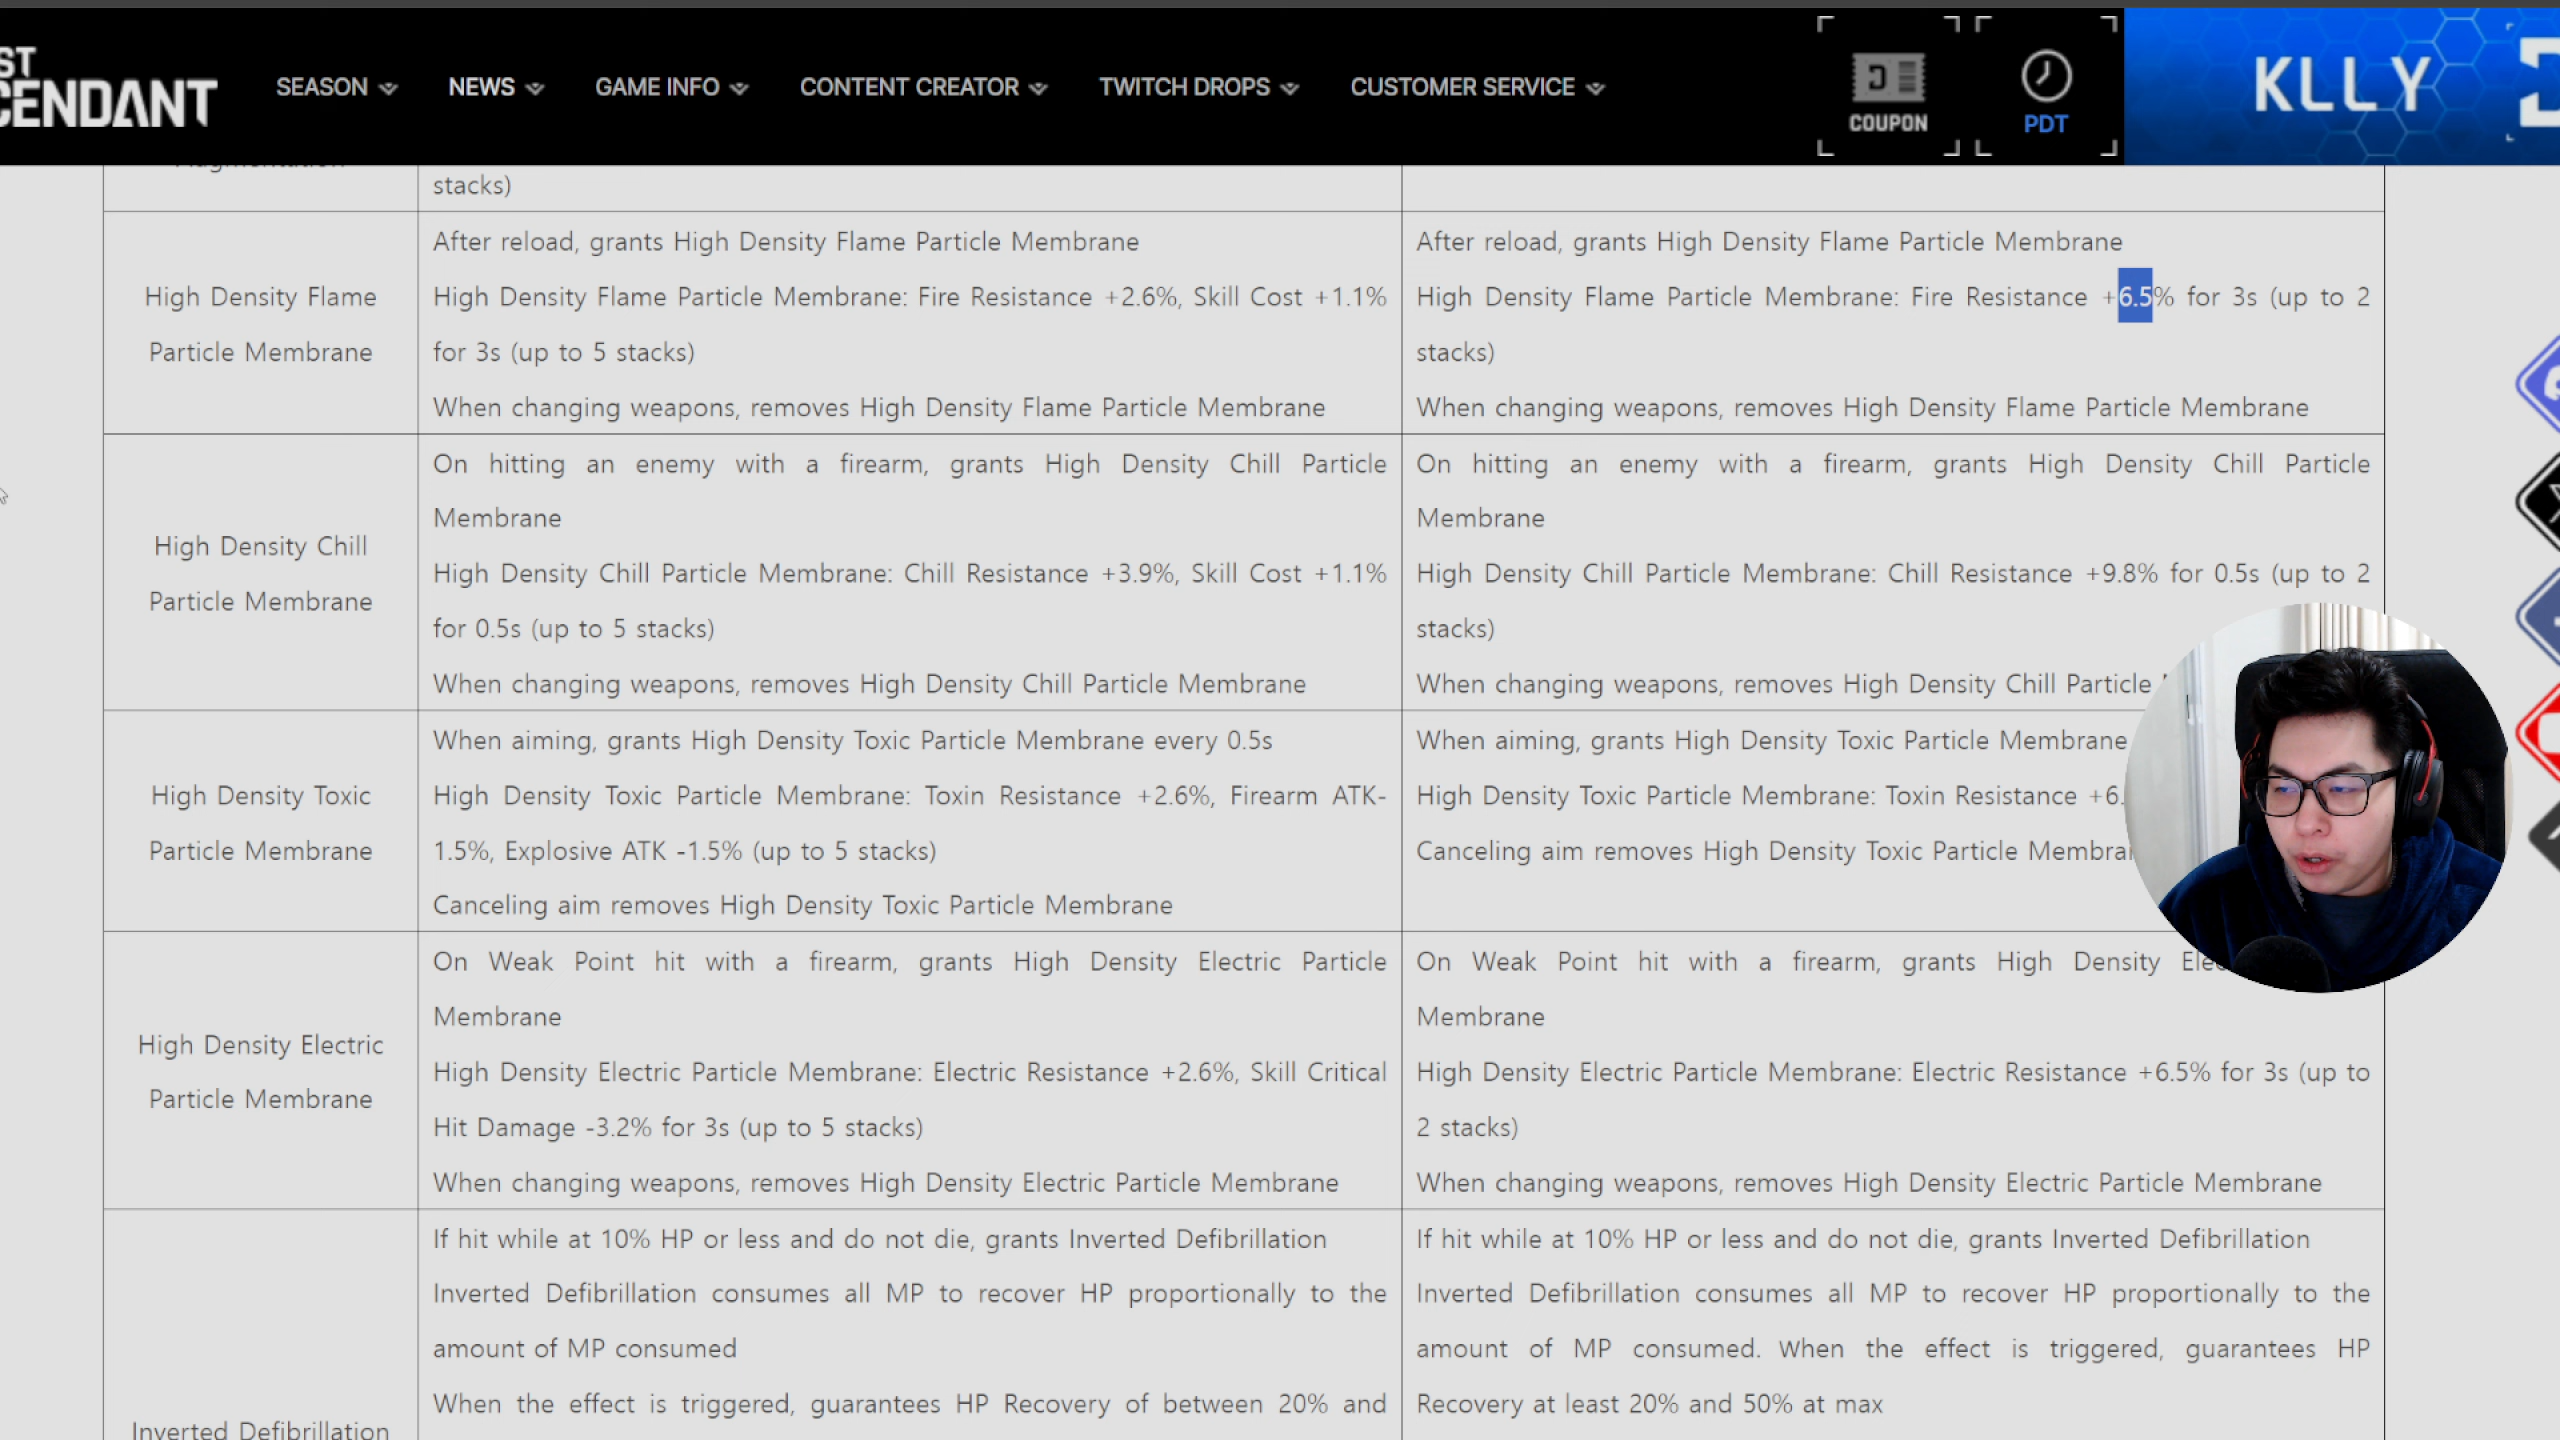 ST
CENDANT
SEASON
NEWS
GAME INFO
CONTENT CREATOR
TWITCH DROPS
CUSTOMER SERVICE
COUPON
PDT
KLLY
stacks)
High Density Flame
Particle Membrane
After reload, grants High Density Flame Particle Membrane
High Density Flame Particle Membrane: Fire Resistance +2.6%, Skill Cost +1.1%
for 3s (up to 5 stacks)
When changing weapons, removes High Density Flame Particle Membrane
After reload, grants High Density Flame Particle Membrane
High Density Flame Particle Membrane: Fire Resistance +6.5% for 3s (up to 2
stacks)
When changing weapons, removes High Density Flame Particle Membrane
High Density Chill
Particle Membrane
On hitting an enemy with a firearm, grants High Density Chill Particle
Membrane
High Density Chill Particle Membrane: Chill Resistance +3.9%, Skill Cost +1.1%
for 0.5s (up to 5 stacks)
When changing weapons, removes High Density Chill Particle Membrane
On hitting an enemy with a firearm, grants High Density Chill Particle
Membrane
High Density Chill Particle Membrane: Chill Resistance +9.8% for 0.5s (up to 2
stacks)
When changing weapons, removes High Density Chill Particle
High Density Toxic
Particle Membrane
When aiming, grants High Density Toxic Particle Membrane every 0.5s
High Density Toxic Particle Membrane: Toxin Resistance +2.6%, Firearm ATK-
1.5%, Explosive ATK -1.5% (up to 5 stacks)
Canceling aim removes High Density Toxic Particle Membrane
When aiming, grants High Density Toxic Particle Membrane
High Density Toxic Particle Membrane: Toxin Resistance +6.
Canceling aim removes High Density Toxic Particle
High Density Electric
Particle Membrane
On Weak Point hit with a firearm, grants High Density Electric Particle
Membrane
High Density Electric Particle Membrane: Electric Resistance +2.6%, Skill Critical
Hit Damage -3.2% for 3s (up to 5 stacks)
When changing weapons, removes High Density Electric Particle Membrane
On Weak Point hit with a firearm, grants High Density
Membrane
High Density Electric Particle Membrane: Electric Resistance +6.5% for 3s (up to
2 stacks)
When changing weapons, removes High Density Electric Particle Membrane
Inverted Defibrillation
If hit while at 10% HP or less and do not die, grants Inverted Defibrillation
Inverted Defibrillation consumes all MP to recover HP proportionally to the
amount of MP consumed
When the effect is triggered, guarantees HP Recovery of between 20% and
If hit while at 10% HP or less and do not die, grants Inverted Defibrillation
Inverted Defibrillation consumes all MP to recover HP proportionally to the
amount of MP consumed. When the effect is triggered, guarantees HP
Recovery at least 20% and 50% at max